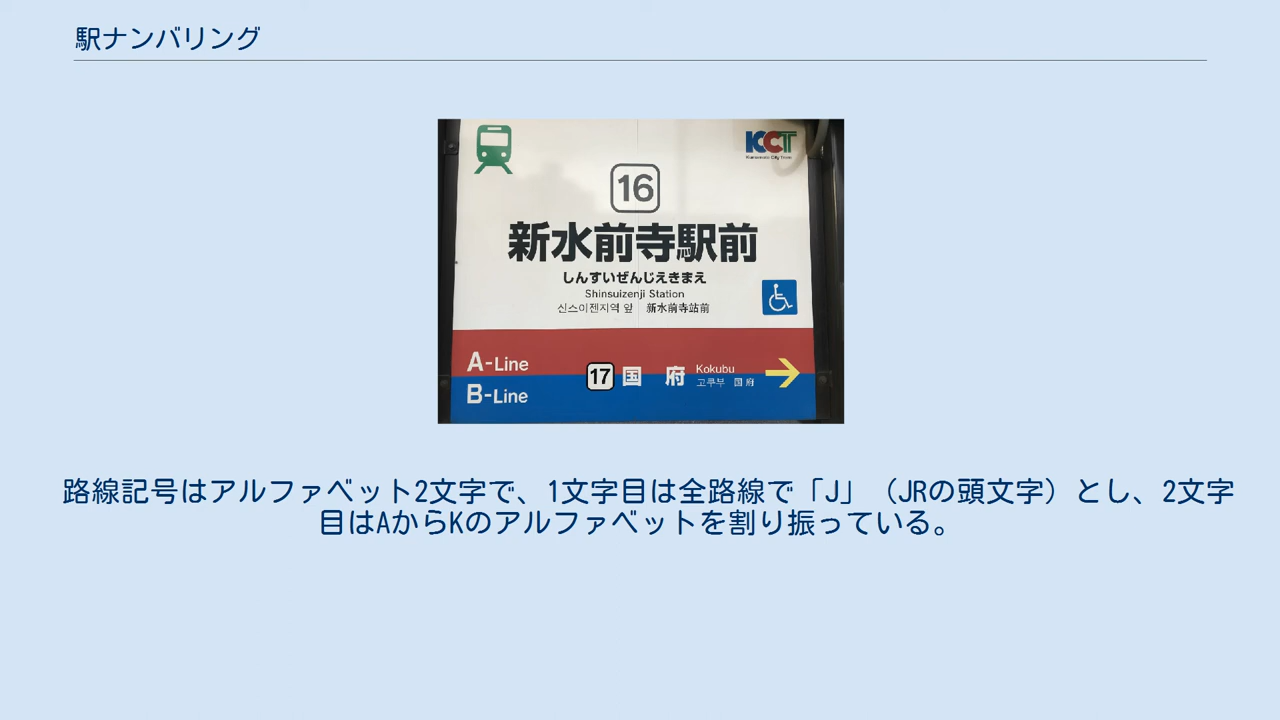 駅ナンバリング
KCT
Kumamoto City Tram
16
新水前寺駅前
しんすいぜんじえきまえ
Shinsuizenji Station
신스이젠지역 앞 新水前寺站前
A-Line
B-Line
17 国府 Kokubu
고쿠부 国府
路線記号はアルファベット2文字で、1文字目は全路線で「J」（JRの頭文字）とし、2文字
目はAからKのアルファベットを割り振っている。